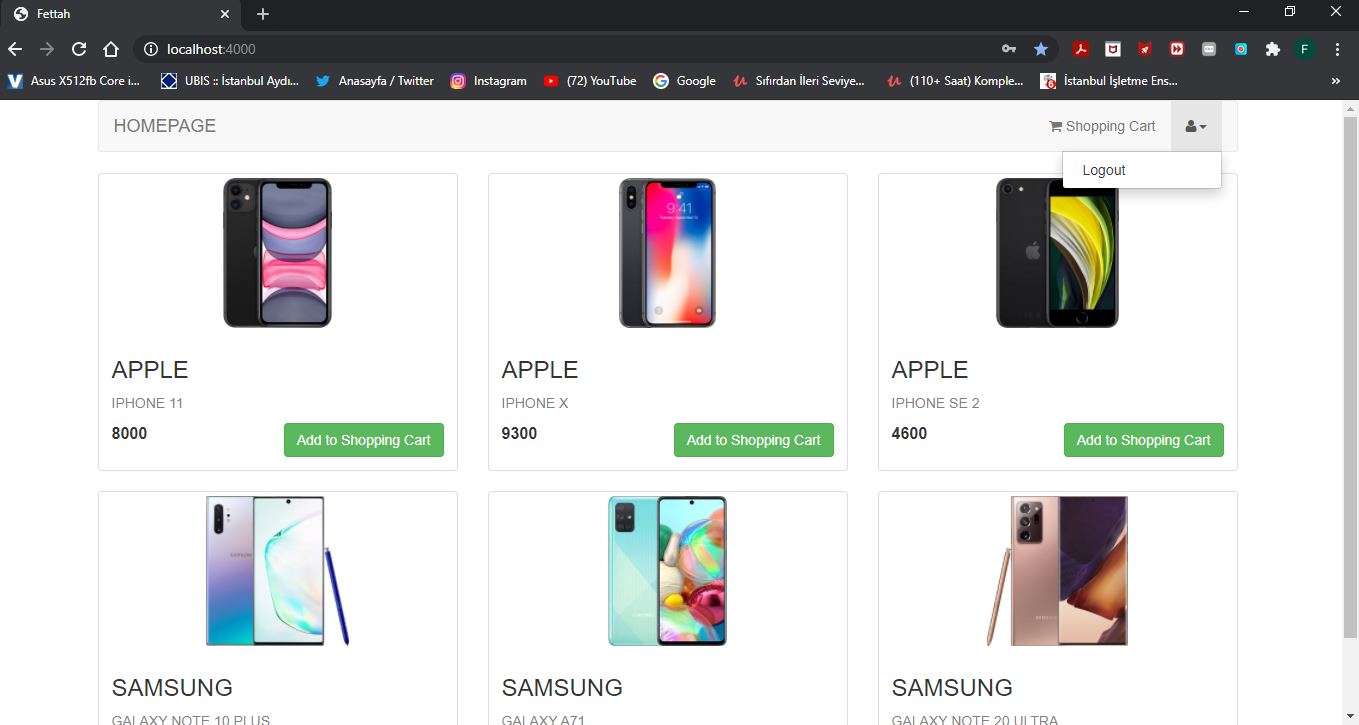 Fettah
localhost:4000
Asus X512fb Core i... UBIS :: İstanbul Aydı... Anasayfa / Twitter Instagram (72) YouTube Google Sıfırdan İleri Seviye... (110+ Saat) Komple... İstanbul İşletme Ens... »
HOMEPAGE Shopping Cart
Logout
9:41
APPLE APPLE APPLE
IPHONE 11 IPHONE X IPHONE SE 2
8000 Add to Shopping Cart 9300 Add to Shopping Cart 4600 Add to Shopping Cart
SAMSUNG SAMSUNG SAMSUNG
GALAXY NOTE 10 PLUS GALAXY A71 GALAXY NOTE 20 ULTRA